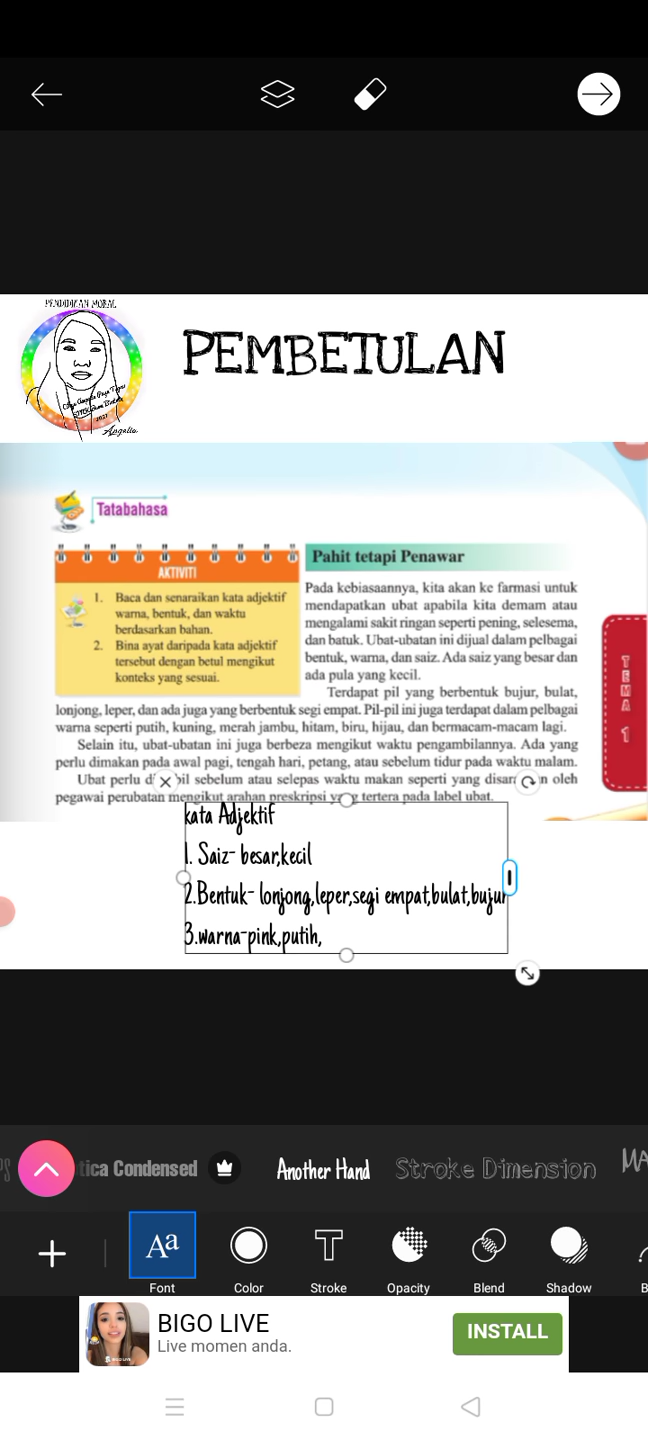 PENDIDIKAN MORAL
2021
Angelia.
PEMBETULAN
Tatabahasa
AKTIVITI
1. Baca dan senaraikan kata adjektif
warna, bentuk, dan waktu
berdasarkan bahan.
2. Bina ayat daripada kata adjektif
tersebut dengan betul mengikut
konteks yang sesuai.
Pahit tetapi Penawar
Pada kebiasaannya, kita akan ke farmasi untuk
mendapatkan ubat apabila kita demam atau
mengalami sakit ringan seperti pening, selesema,
dan batuk. Ubat-ubatan ini dijual dalam pelbagai
bentuk, warna, dan saiz. Ada saiz yang besar dan
ada pula yang kecil.
Terdapat pil yang berbentuk bujur, bulat,
lonjong, leper, dan ada juga yang berbentuk segi empat. Pil-pil ini juga terdapat dalam pelbagai
warna seperti putih, kuning, merah jambu, hitam, biru, hijau, dan bermacam-macam lagi.
Selain itu, ubat-ubatan ini juga berbeza mengikut waktu pengambilannya. Ada yang
perlu dimakan pada awal pagi, tengah hari, petang, atau sebelum tidur pada waktu malam.
Ubat perlu sebelum atau selepas waktu makan seperti yang oleh
pegawai perubatan mengikut arahan preskripsi yang tertera pada label ubat.
TEMA 1
kata Adjektif
1. Saiz- besar,kecil
2.Bentuk- lonjong,leper,segi empat,bulat,bujur
3.warna-pink,putih,
tica Condensed
Another Hand
Stroke Dimension
MA
Font
Color
Stroke
Opacity
Blend
Shadow
B
BIGO LIVE
Live momen anda.
INSTALL